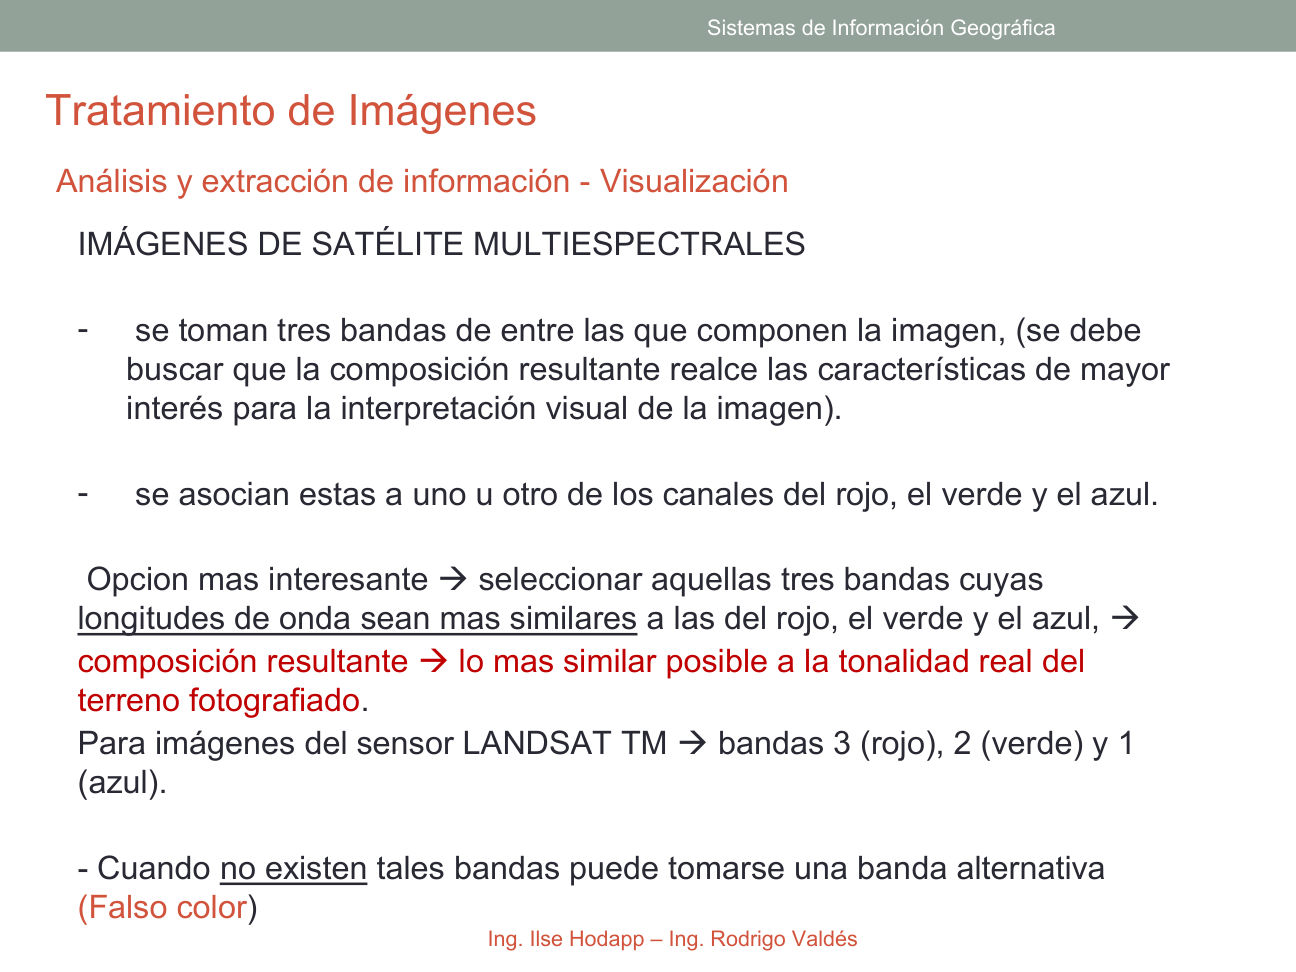 Sistemas de Información Geográfica
Tratamiento de Imágenes
Análisis y extracción de información - Visualización
IMÁGENES DE SATÉLITE MULTIESPECTRALES
- se toman tres bandas de entre las que componen la imagen, (se debe
buscar que la composición resultante realce las características de mayor
interés para la interpretación visual de la imagen).
- se asocian estas a uno u otro de los canales del rojo, el verde y el azul.
Opcion mas interesante → seleccionar aquellas tres bandas cuyas
longitudes de onda sean mas similares a las del rojo, el verde y el azul, →
composición resultante → lo mas similar posible a la tonalidad real del
terreno fotografiado.
Para imágenes del sensor LANDSAT TM → bandas 3 (rojo), 2 (verde) y 1
(azul).
- Cuando no existen tales bandas puede tomarse una banda alternativa
(Falso color)
Ing. Ilse Hodapp – Ing. Rodrigo Valdés